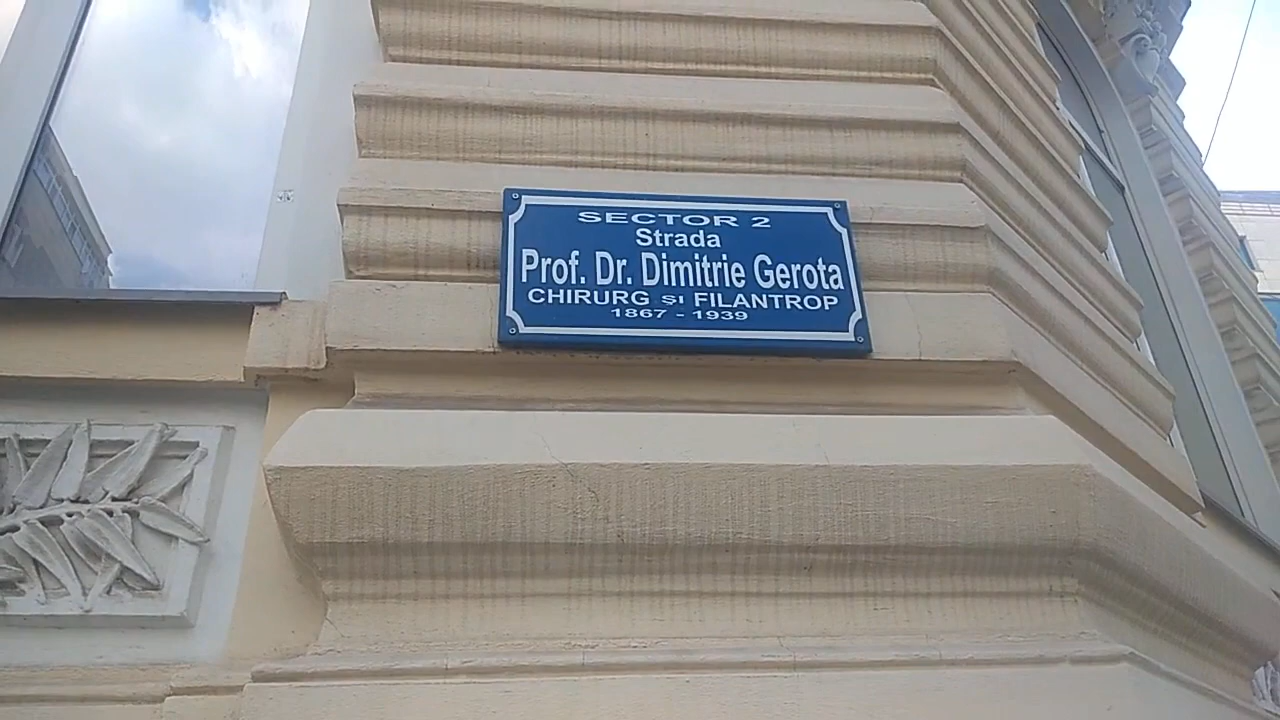 SECTOR 2
Strada
Prof. Dr. Dimitrie Gerota
CHIRURG ȘI FILANTROP
1867 - 1939